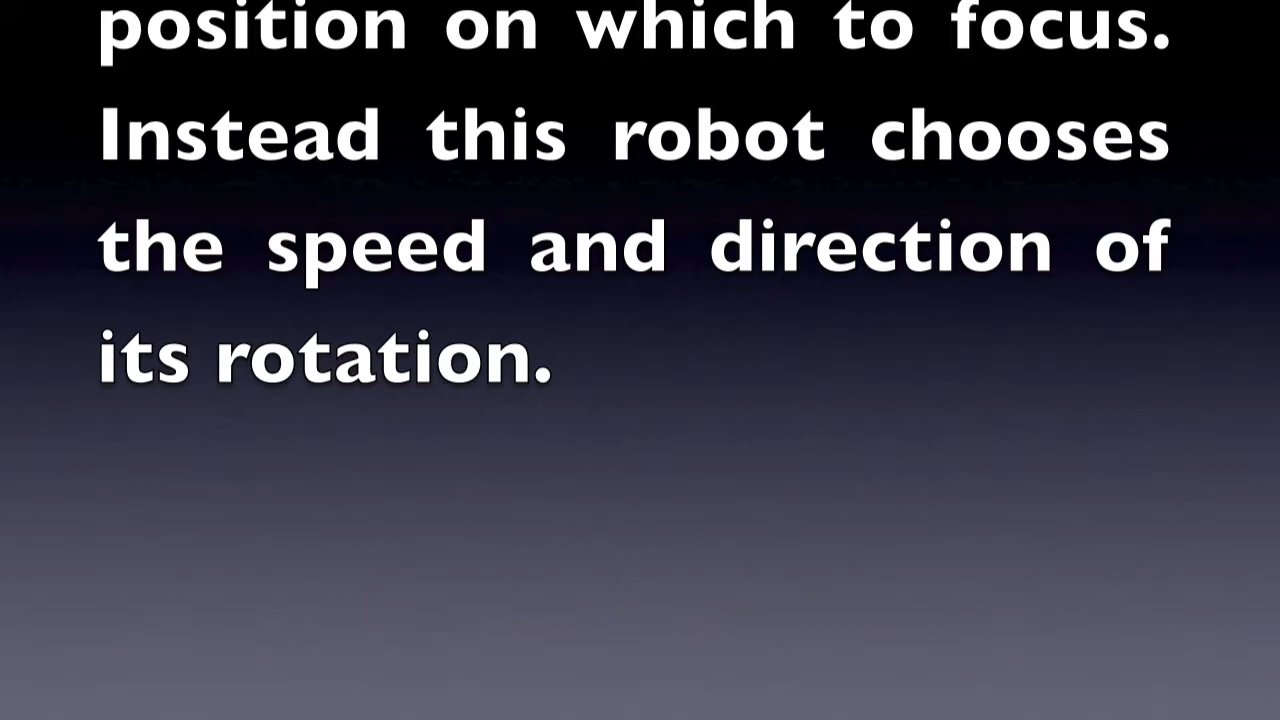 position on which to focus.
Instead this robot chooses
the speed and direction of
its rotation.